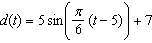 d(t) = 5 sin(π/6 (t − 5)) + 7